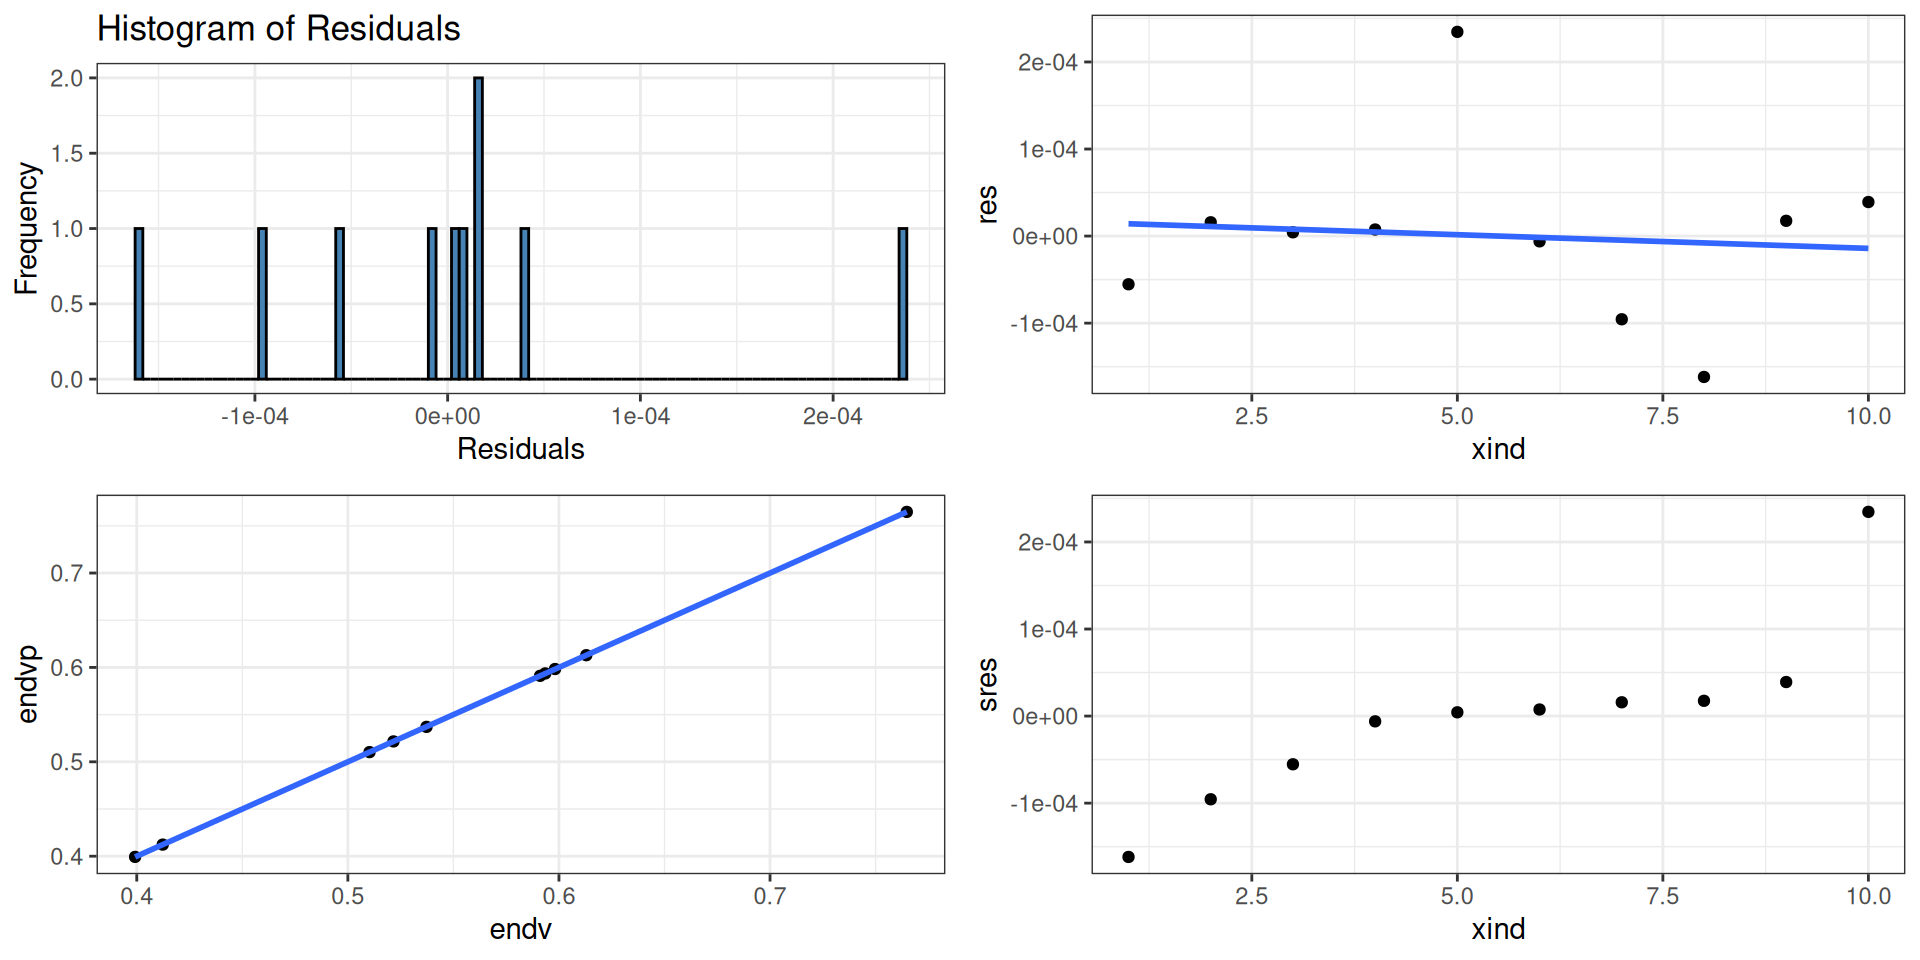 Histogram of Residuals
Frequency
2.0
1.5
1.0
0.5
0.0
-1e-04 0e+00 1e-04 2e-04
Residuals
res
2e-04
1e-04
0e+00
-1e-04
2.5 5.0 7.5 10.0
xind
endvp
0.7
0.6
0.5
0.4
0.4 0.5 0.6 0.7
endv
sres
2e-04
1e-04
0e+00
-1e-04
2.5 5.0 7.5 10.0
xind